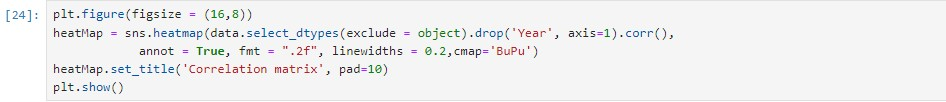 [24]: plt.figure(figsize = (16,8))
heatMap = sns.heatmap(data.select_dtypes(exclude = object).drop('Year', axis=1).corr(),
            annot = True, fmt = ".2f", linewidths = 0.2,cmap='BuPu')
heatMap.set_title('Correlation matrix', pad=10)
plt.show()